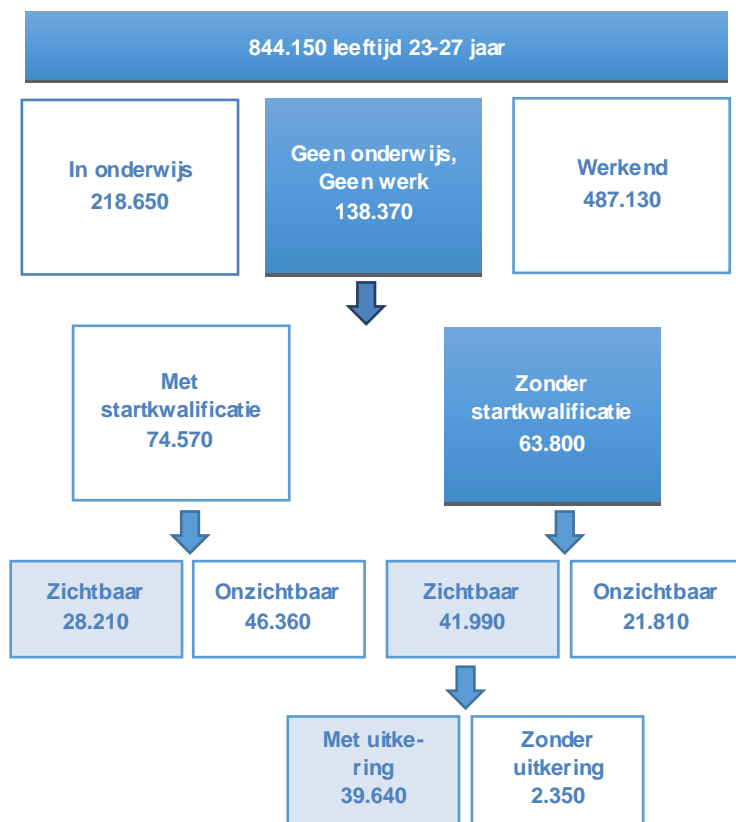 844.150 leeftijd 23-27 jaar
In onderwijs
218.650
Geen onderwijs,
Geen werk
138.370
Werkend
487.130
Met
startkwalificatie
74.570
Zonder
startkwalificatie
63.800
Zichtbaar
28.210
Onzichtbaar
46.360
Zichtbaar
41.990
Onzichtbaar
21.810
Met uitke-
ring
39.640
Zonder
uitkering
2.350